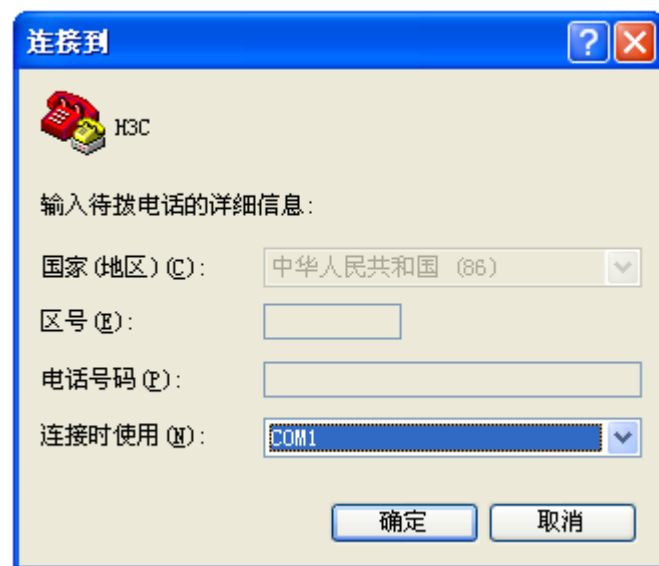 连接到
H3C
输入待拨电话的详细信息:
国家(地区)(C): 中华人民共和国 (86)
区号(E):
电话号码(P):
连接时使用(N): COM1
确定 取消